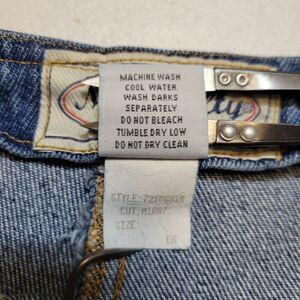 MACHINE WASH
COOL WATER
WASH DARKS
SEPARATELY
DO NOT BLEACH
TUMBLE DRY LOW
DO NOT DRY CLEAN
STYLE:
CUT:
SIZE: